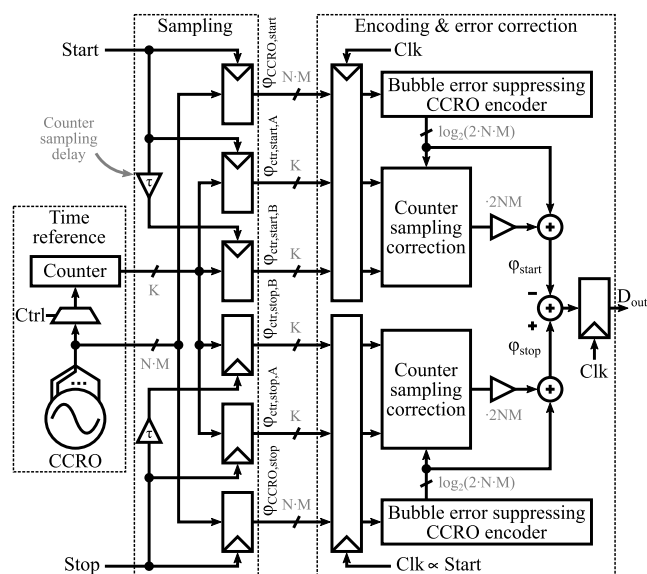 Sampling
Encoding & error correction
Start
φCCRO,start
N·M
Clk
Bubble error suppressing
CCRO encoder
log₂(2·N·M)
Counter
sampling
delay
τ
φctr,start,A
K
Counter
sampling
correction
·2NM
+
φstart
Time
reference
Counter
K
φctr,start,B
K
Ctrl
N·M
...
CCRO
φctr,stop,B
K
−
+
+
Dout
Clk
φstop
Counter
sampling
correction
·2NM
+
τ
φctr,stop,A
K
log₂(2·N·M)
φCCRO,stop
N·M
Bubble error suppressing
CCRO encoder
Stop
Clk ∝ Start